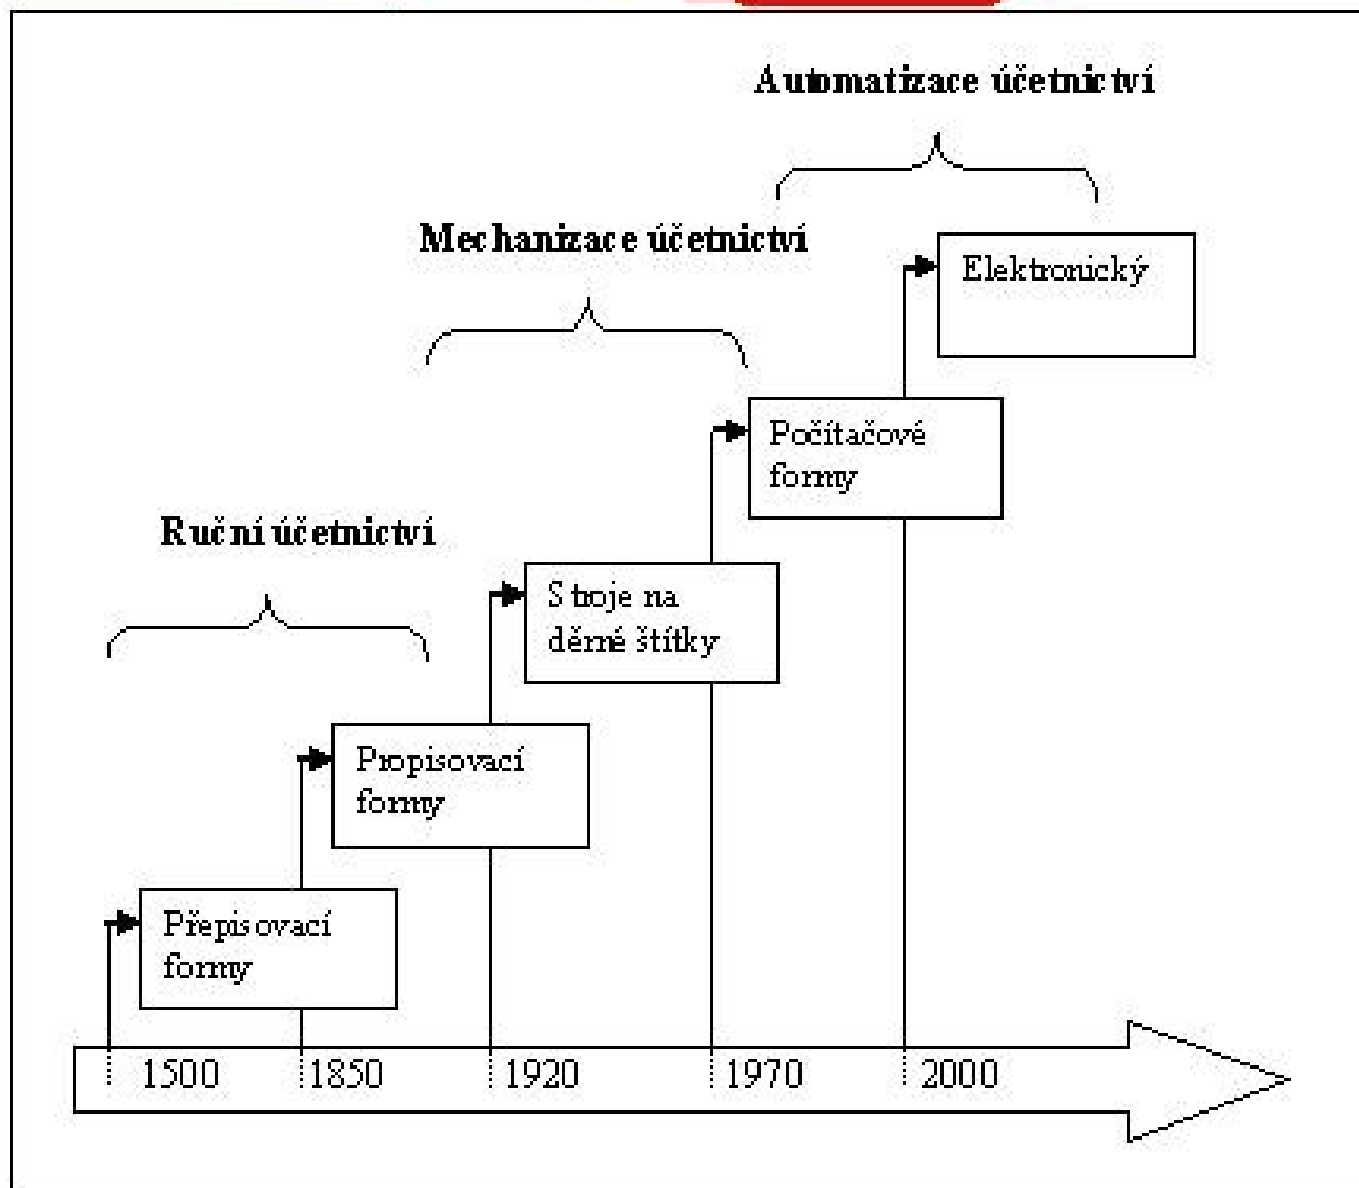 Automatizace účetnictví
Mechanizace účetnictví
Elektronický
Počítačové
formy
Ruční účetnictví
Stroje na
děrné štítky
Propisovací
formy
Přepisovací
formy
1500
1850
1920
1970
2000